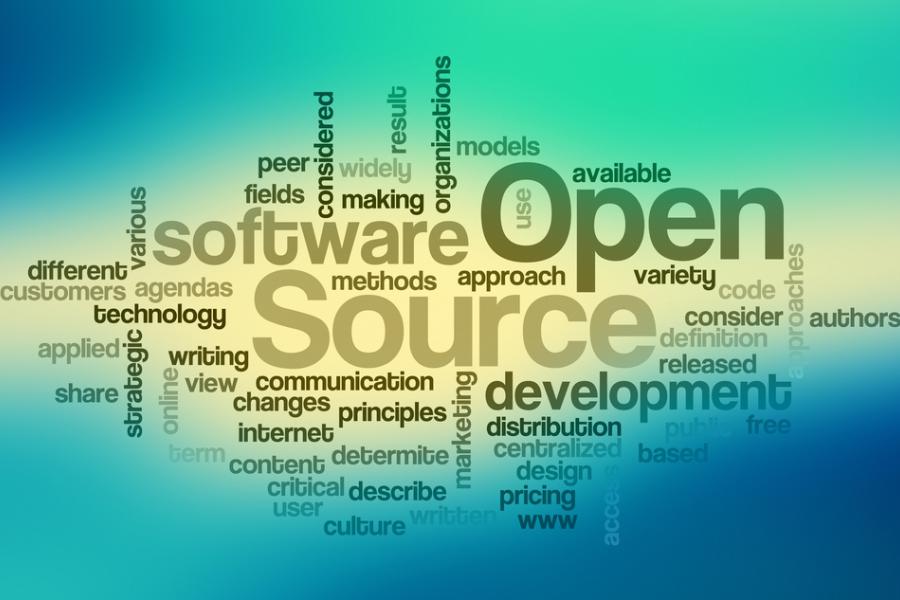 organizations
result
considered
models
peer
widely
available
fields
making
use
Open
various
software
different
methods
approach
variety
customers
agendas
code
approaches
technology
Source
consider
authors
applied
strategic
writing
definition
released
share
online
view
communication
development
changes
principles
marketing
internet
distribution
public
free
term
content
determite
centralized
based
critical
describe
design
user
pricing
access
culture
written
www